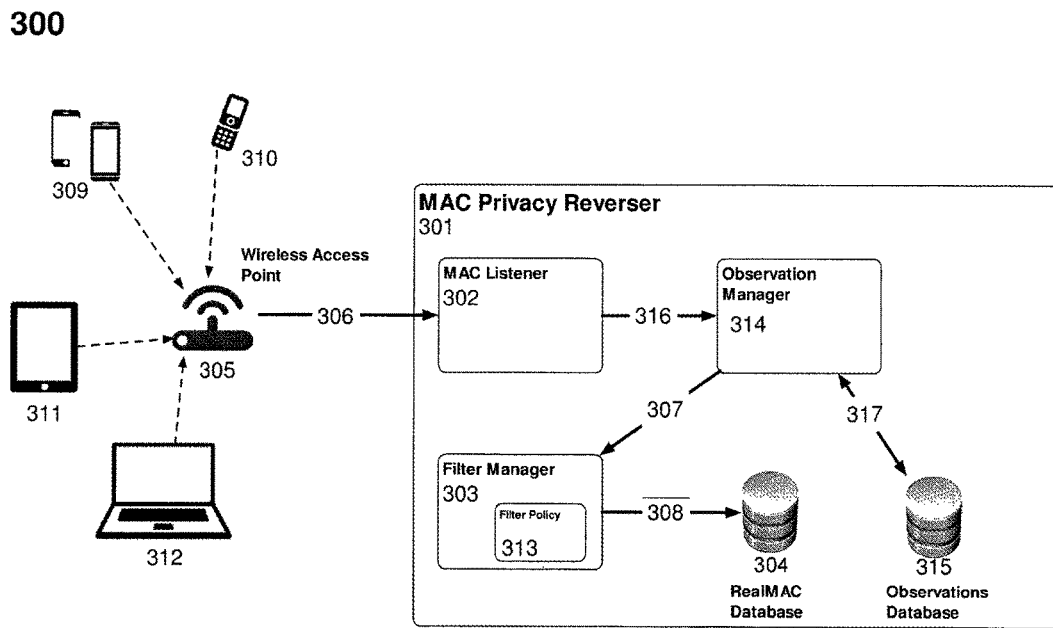 300
309
310
Wireless Access
Point
305
306
311
312
MAC Privacy Reverser
301
MAC Listener
302
316
Observation
Manager
314
307
317
Filter Manager
303
Filter Policy
313
308
304
RealMAC
Database
315
Observations
Database